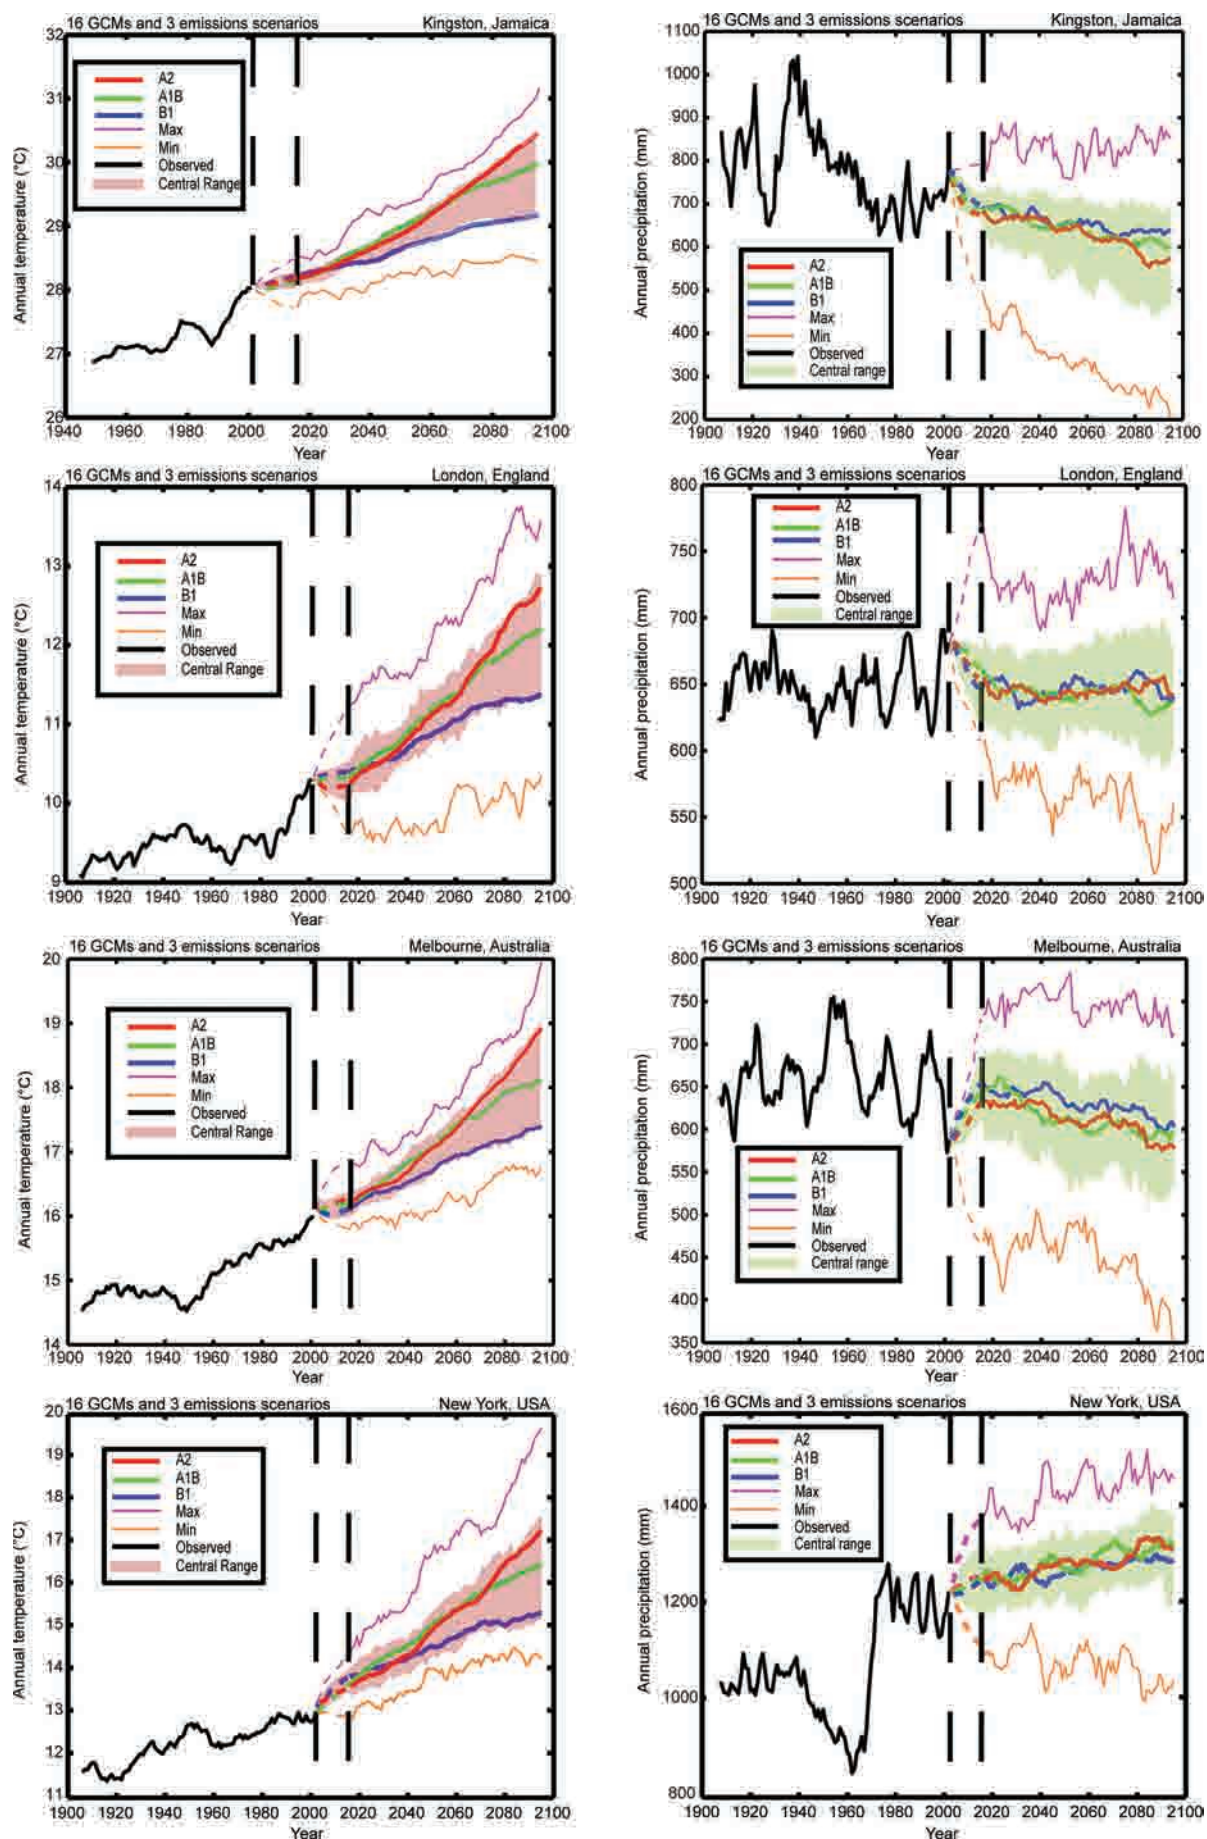 16 GCMs and 3 emissions scenarios Kingston, Jamaica
Annual temperature (°C)
32
31
30
29
28
27
26
A2
A1B
B1
Max
Min
Observed
Central Range
1940 1960 1980 2000 2020 2040 2060 2080 2100
Year
16 GCMs and 3 emissions scenarios Kingston, Jamaica
Annual precipitation (mm)
1100
1000
900
800
700
600
500
400
300
200
A2
A1B
B1
Max
Min
Observed
Central range
1900 1920 1940 1960 1980 2000 2020 2040 2060 2080 2100
Year
16 GCMs and 3 emissions scenarios London, England
Annual temperature (°C)
14
13
12
11
10
9
A2
A1B
B1
Max
Min
Observed
Central Range
1900 1920 1940 1960 1980 2000 2020 2040 2060 2080 2100
Year
16 GCMs and 3 emissions scenarios London, England
Annual precipitation (mm)
800
750
700
650
600
550
500
A2
A1B
B1
Max
Min
Observed
Central range
1900 1920 1940 1960 1980 2000 2020 2040 2060 2080 2100
Year
16 GCMs and 3 emissions scenarios Melbourne, Australia
Annual temperature (°C)
20
19
18
17
16
15
14
A2
A1B
B1
Max
Min
Observed
Central Range
1900 1920 1940 1960 1980 2000 2020 2040 2060 2080 2100
Year
16 GCMs and 3 emissions scenarios Melbourne, Australia
Annual precipitation (mm)
800
750
700
650
600
550
500
450
400
350
A2
A1B
B1
Max
Min
Observed
Central range
1900 1920 1940 1960 1980 2000 2020 2040 2060 2080 2100
Year
16 GCMs and 3 emissions scenarios New York, USA
Annual temperature (°C)
20
19
18
17
16
15
14
13
12
11
A2
A1B
B1
Max
Min
Observed
Central Range
1900 1920 1940 1960 1980 2000 2020 2040 2060 2080 2100
Year
16 GCMs and 3 emissions scenarios New York, USA
Annual precipitation (mm)
1600
1400
1200
1000
800
A2
A1B
B1
Max
Min
Observed
Central range
1900 1920 1940 1960 1980 2000 2020 2040 2060 2080 2100
Year